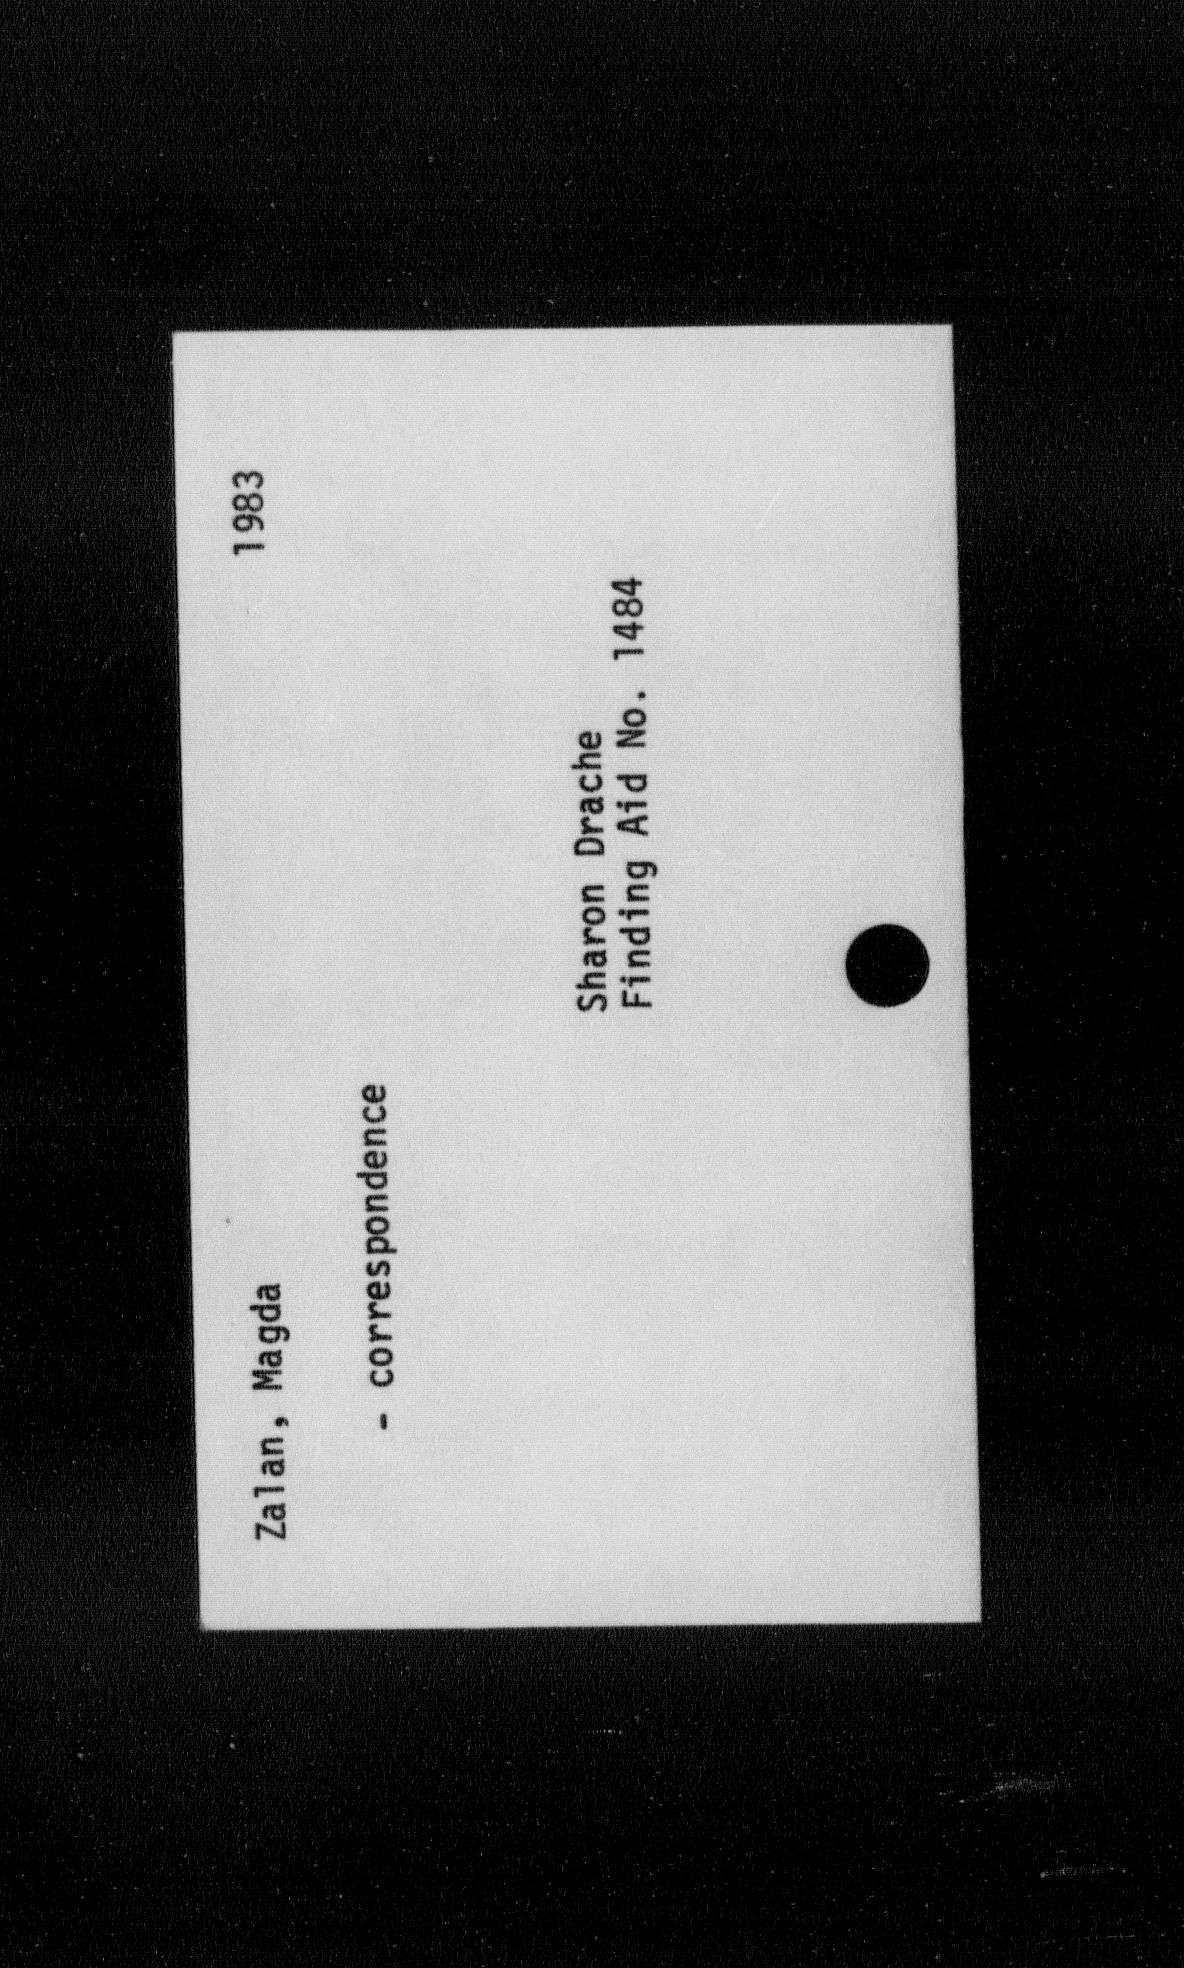 Zalan, Magda 1983
- correspondence
Sharon Drache
Finding Aid No. 1484